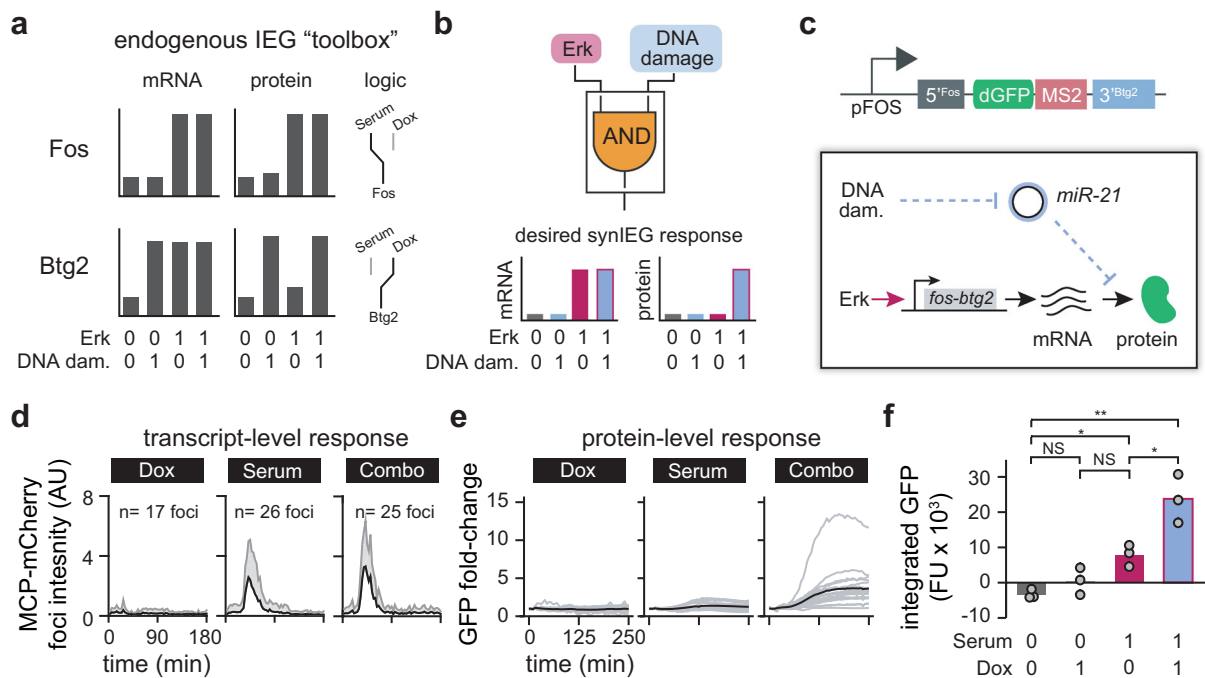 a
endogenous IEG “toolbox”
mRNA protein logic
Fos
Serum Dox
Fos
Btg2
Serum Dox
Btg2
Erk 0 0 1 1 0 0 1 1
DNA dam. 0 1 0 1 0 1 0 1
b
Erk
DNA damage
AND
desired synIEG response
mRNA
protein
Erk 0 0 1 1 0 0 1 1
DNA dam. 0 1 0 1 0 1 0 1
c
pFOS 5'Fos dGFP MS2 3'Btg2
DNA dam.
miR-21
Erk
fos-btg2
mRNA
protein
d
transcript-level response
Dox Serum Combo
MCP-mCherry
foci intesnity (AU)
8
4
0
n= 17 foci n= 26 foci n= 25 foci
0 90 180
time (min)
e
protein-level response
Dox Serum Combo
GFP fold-change
15
10
5
0
0 125 250
time (min)
f
**
*
NS
NS
*
integrated GFP
(FU x 10³)
30
20
10
0
-10
Serum 0 0 1 1
Dox 0 1 0 1